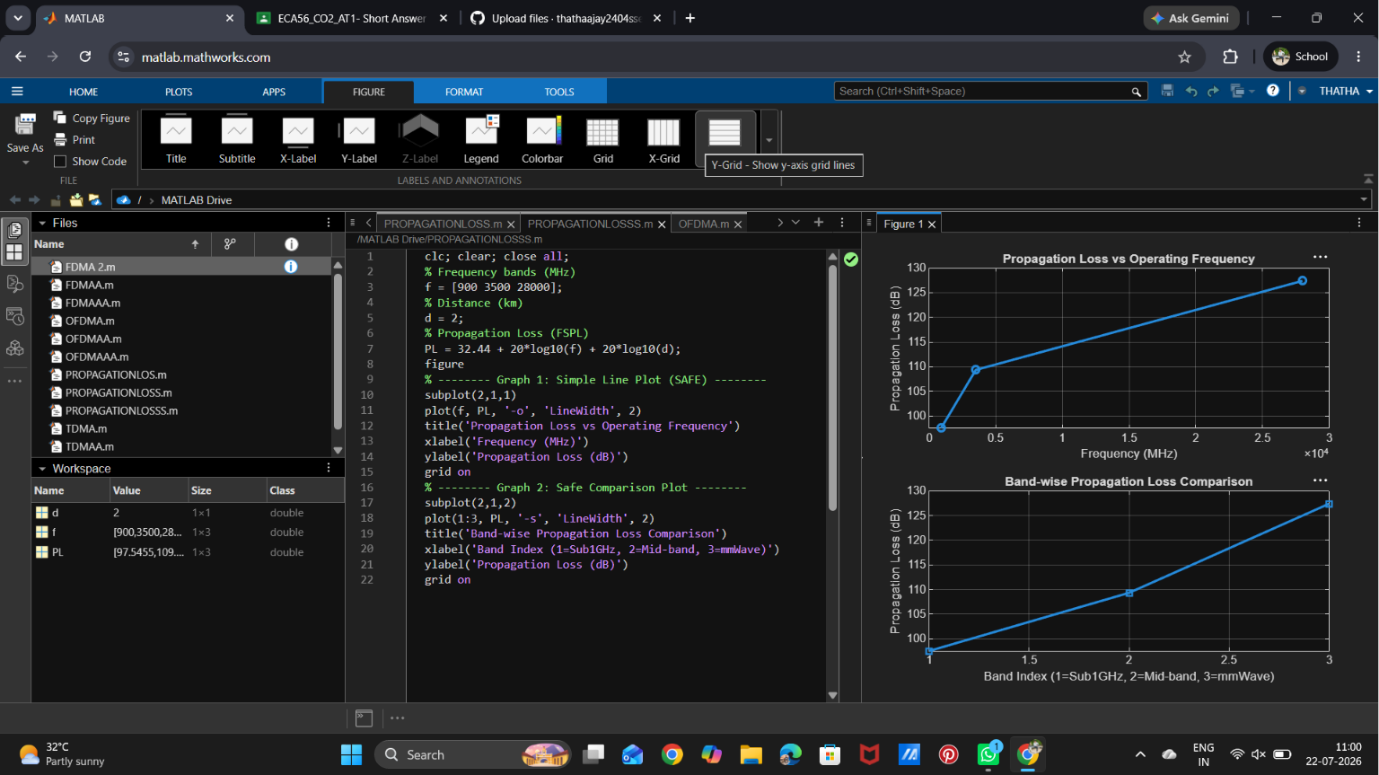 MATLAB
ECA56_CO2_AT1- Short Answer
Upload files · thathaajay2404ss
Ask Gemini
matlab.mathworks.com
School
HOME
PLOTS
APPS
FIGURE
FORMAT
TOOLS
Search (Ctrl+Shift+Space)
THATHA
Save As
Copy Figure
Print
Show Code
FILE
Title
Subtitle
X-Label
Y-Label
Z-Label
Legend
Colorbar
Grid
X-Grid
Y-Grid - Show y-axis grid lines
LABELS AND ANNOTATIONS
/ › MATLAB Drive
Files
Name
FDMA 2.m
FDMAA.m
FDMAAA.m
OFDMA.m
OFDMAA.m
OFDMAAA.m
PROPAGATIONLOS.m
PROPAGATIONLOSS.m
PROPAGATIONLOSSS.m
TDMA.m
TDMAA.m
Workspace
Name Value Size Class
d 2 1×1 double
f [900,3500,28... 1×3 double
PL [97.5455,109.... 1×3 double
PROPAGATIONLOSS.m
PROPAGATIONLOSSS.m
OFDMA.m
/MATLAB Drive/PROPAGATIONLOSSS.m
1 clc; clear; close all;
2 % Frequency bands (MHz)
3 f = [900 3500 28000];
4 % Distance (km)
5 d = 2;
6 % Propagation Loss (FSPL)
7 PL = 32.44 + 20*log10(f) + 20*log10(d);
8 figure
9 % -------- Graph 1: Simple Line Plot (SAFE) --------
10 subplot(2,1,1)
11 plot(f, PL, '-o', 'LineWidth', 2)
12 title('Propagation Loss vs Operating Frequency')
13 xlabel('Frequency (MHz)')
14 ylabel('Propagation Loss (dB)')
15 grid on
16 % -------- Graph 2: Safe Comparison Plot --------
17 subplot(2,1,2)
18 plot(1:3, PL, '-s', 'LineWidth', 2)
19 title('Band-wise Propagation Loss Comparison')
20 xlabel('Band Index (1=Sub1GHz, 2=Mid-band, 3=mmWave)')
21 ylabel('Propagation Loss (dB)')
22 grid on
Figure 1
Propagation Loss vs Operating Frequency
Propagation Loss (dB)
130
125
120
115
110
105
100
0 0.5 1 1.5 2 2.5 3
Frequency (MHz)
×10⁴
Band-wise Propagation Loss Comparison
Propagation Loss (dB)
130
125
120
115
110
105
100
1 1.5 2 2.5 3
Band Index (1=Sub1GHz, 2=Mid-band, 3=mmWave)
32°C
Partly sunny
Search
1
ENG
IN
11:00
22-07-2026